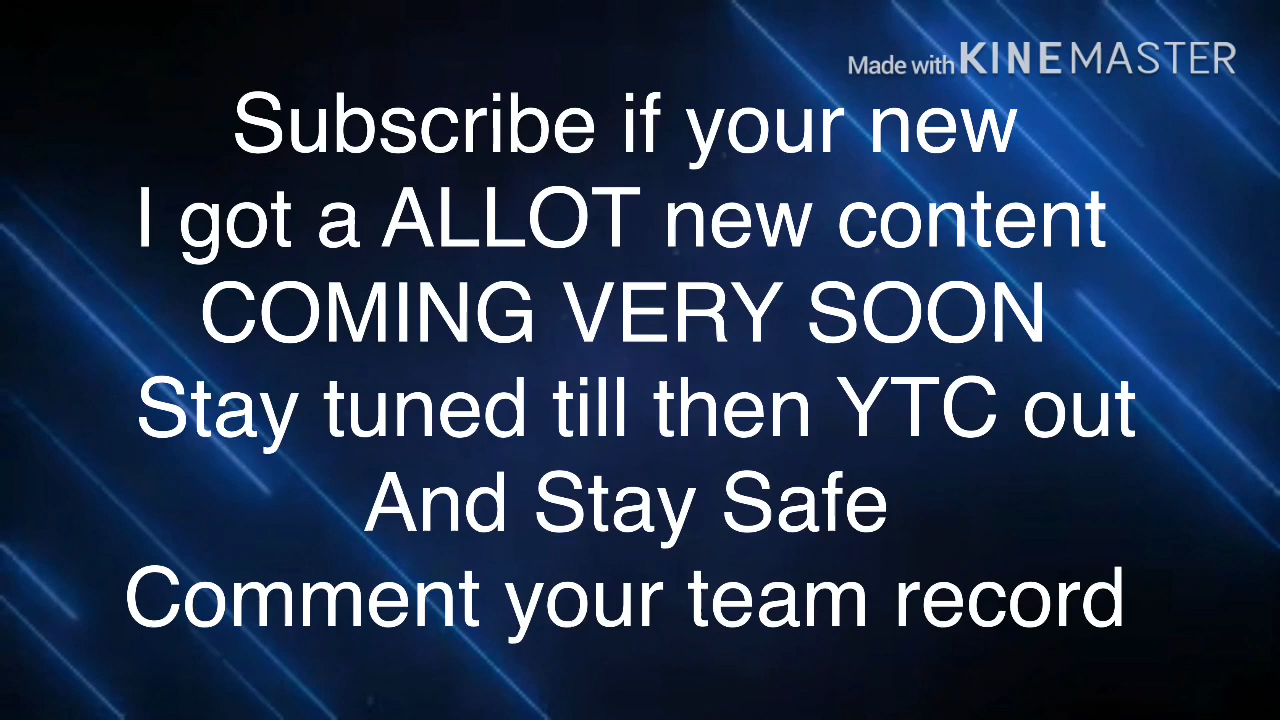 Made with KINEMASTER
Subscribe if your new
I got a ALLOT new content
COMING VERY SOON
Stay tuned till then YTC out
And Stay Safe
Comment your team record